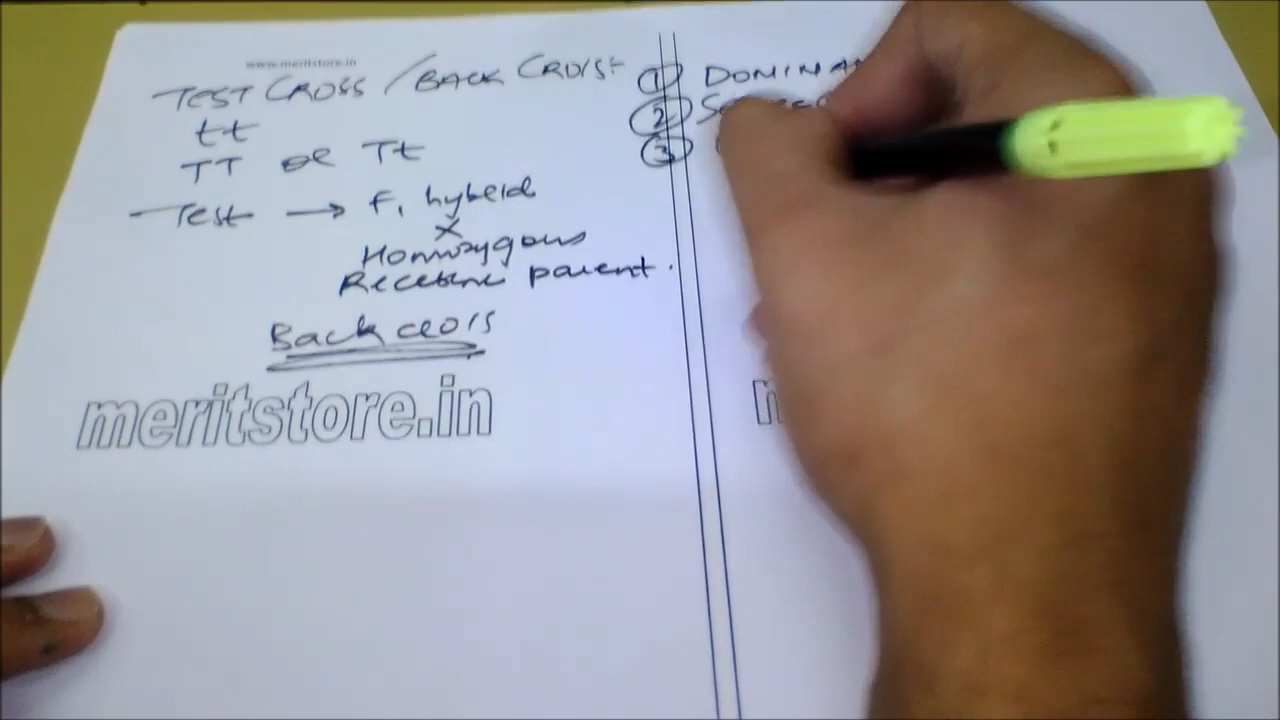 www.meritstore.in
TEST CROSS / BACK CROSS:
tt
TT or Tt
— Test → F1 hybrid
X
Homozygous
Recessive parent.
Back cross
meritstore.in
① DOMINA
②
③